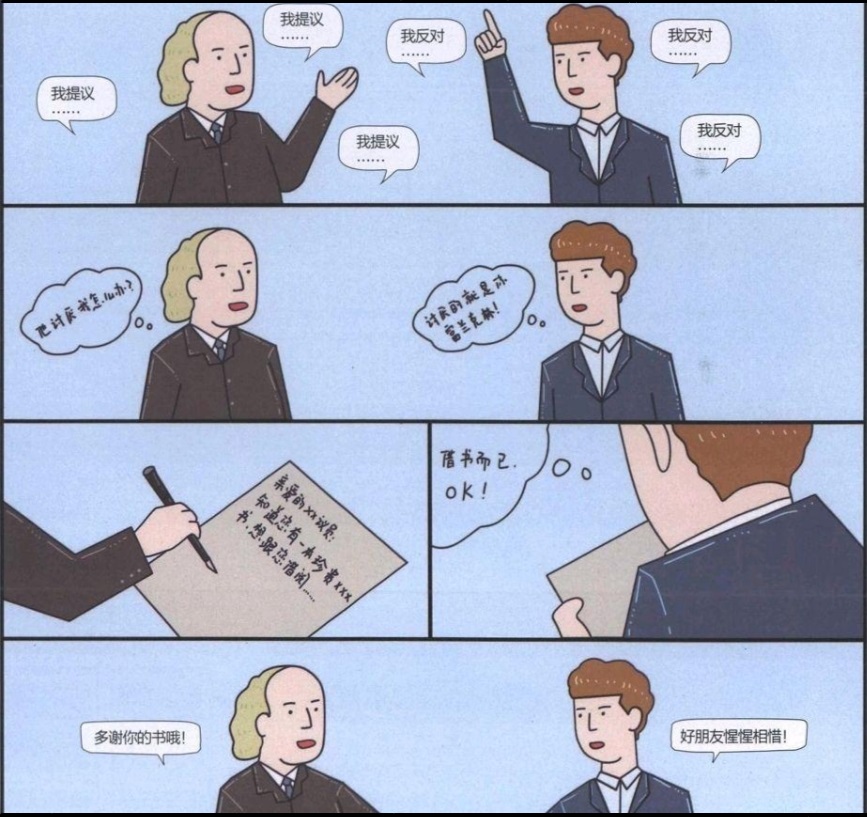 我提议
……
我提议
……
我提议
……
我反对
……
我反对
……
我反对
……
他讨厌我怎么办?
讨厌的就是你
富兰克林!
亲爱的xx议员,
知道您有一本珍贵xxx
书,想跟您借阅……
借书而已.
OK!
多谢你的书哦!
好朋友惺惺相惜!